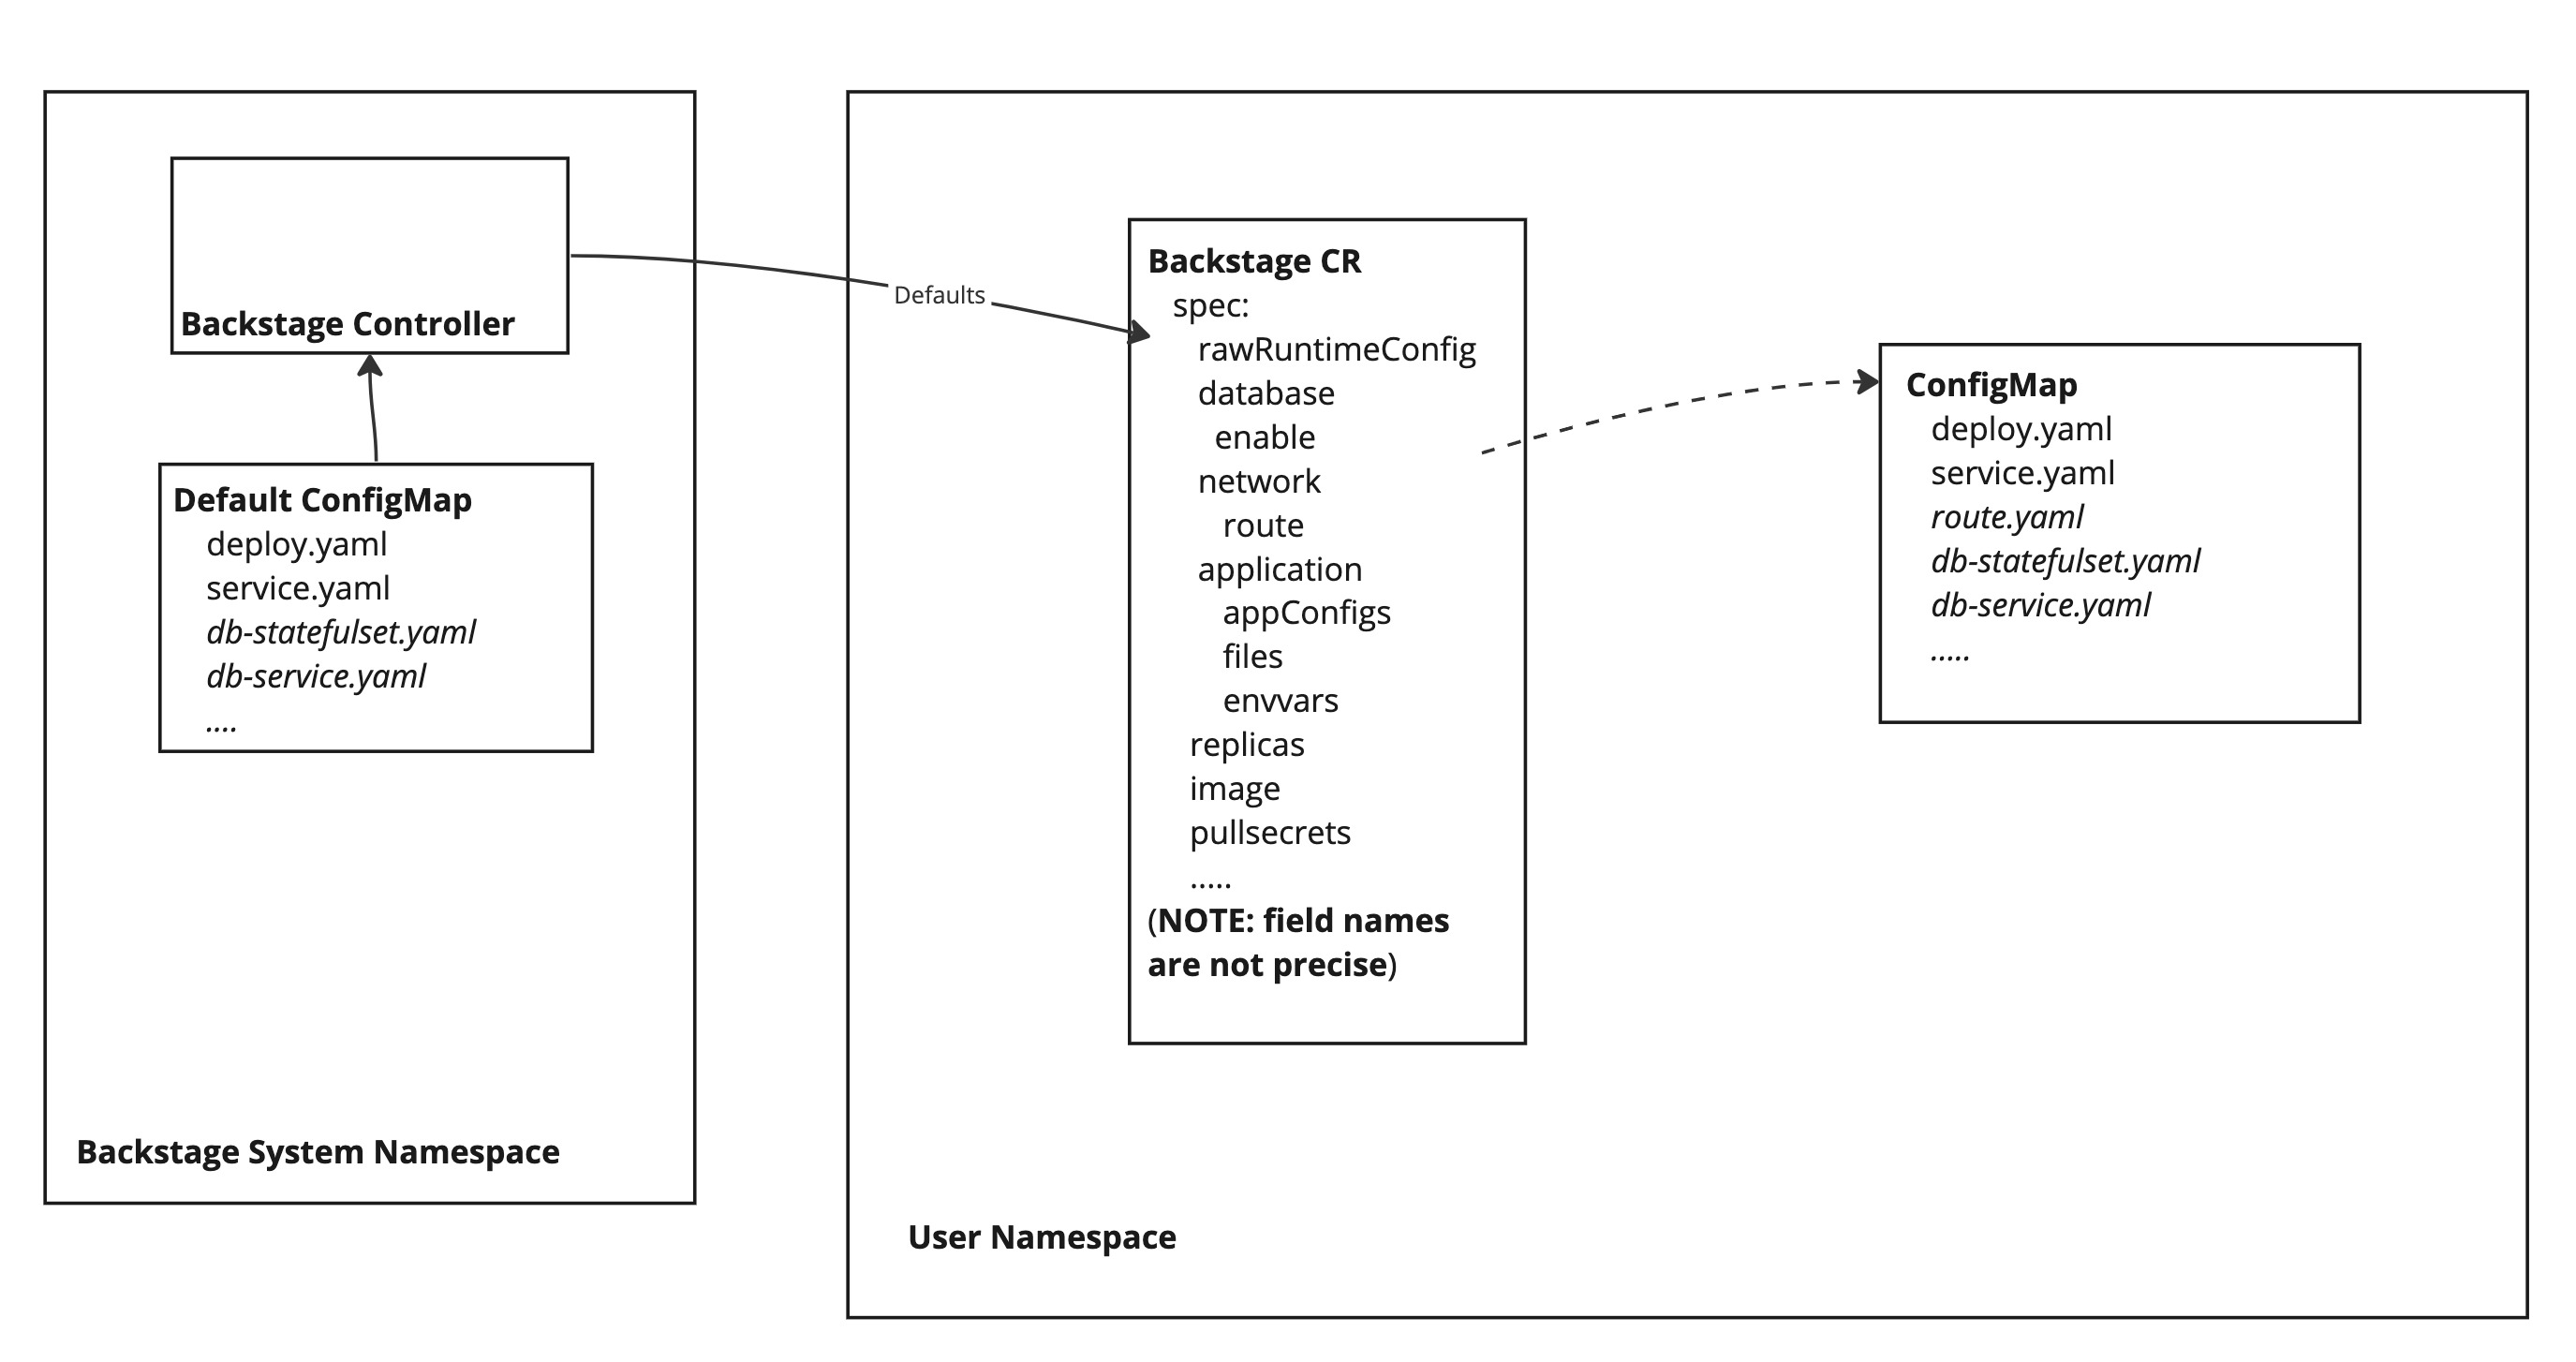 Backstage Controller
Default ConfigMap
deploy.yaml
service.yaml
db-statefulset.yaml
db-service.yaml
....
Backstage System Namespace
Defaults
Backstage CR
spec:
rawRuntimeConfig
database
enable
network
route
application
appConfigs
files
envvars
replicas
image
pullsecrets
.....
(NOTE: field names
are not precise)
ConfigMap
deploy.yaml
service.yaml
route.yaml
db-statefulset.yaml
db-service.yaml
.....
User Namespace